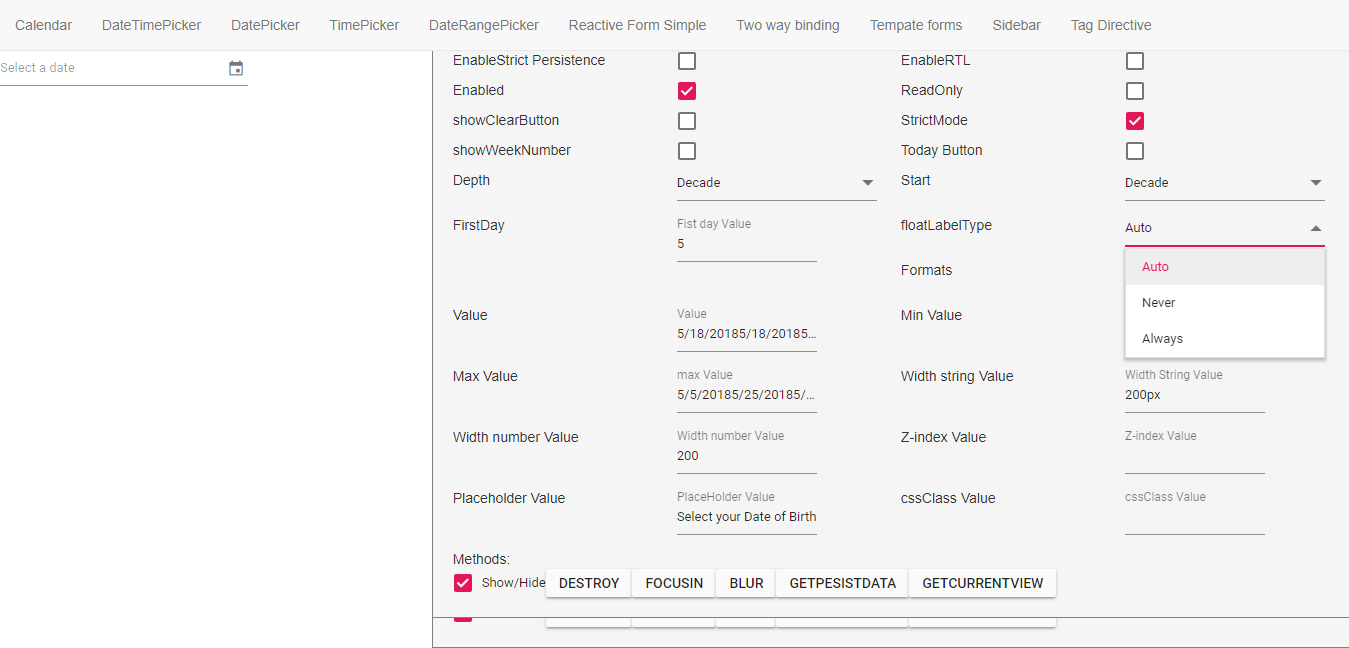 Calendar DateTimePicker DatePicker TimePicker DateRangePicker Reactive Form Simple Two way binding Tempate forms Sidebar Tag Directive
Select a date
EnableStrict Persistence EnableRTL
Enabled ReadOnly
showClearButton StrictMode
showWeekNumber Today Button
Depth Decade Start Decade
FirstDay Fist day Value floatLabelType Auto
5
Auto
Formats
Never
Value Value Min Value
5/18/20185/18/20185...
Always
Max Value max Value Width string Value Width String Value
5/5/20185/25/20185/... 200px
Width number Value Width number Value Z-index Value Z-index Value
200
Placeholder Value PlaceHolder Value cssClass Value cssClass Value
Select your Date of Birth
Methods:
Show/Hide DESTROY FOCUSIN BLUR GETPESISTDATA GETCURRENTVIEW